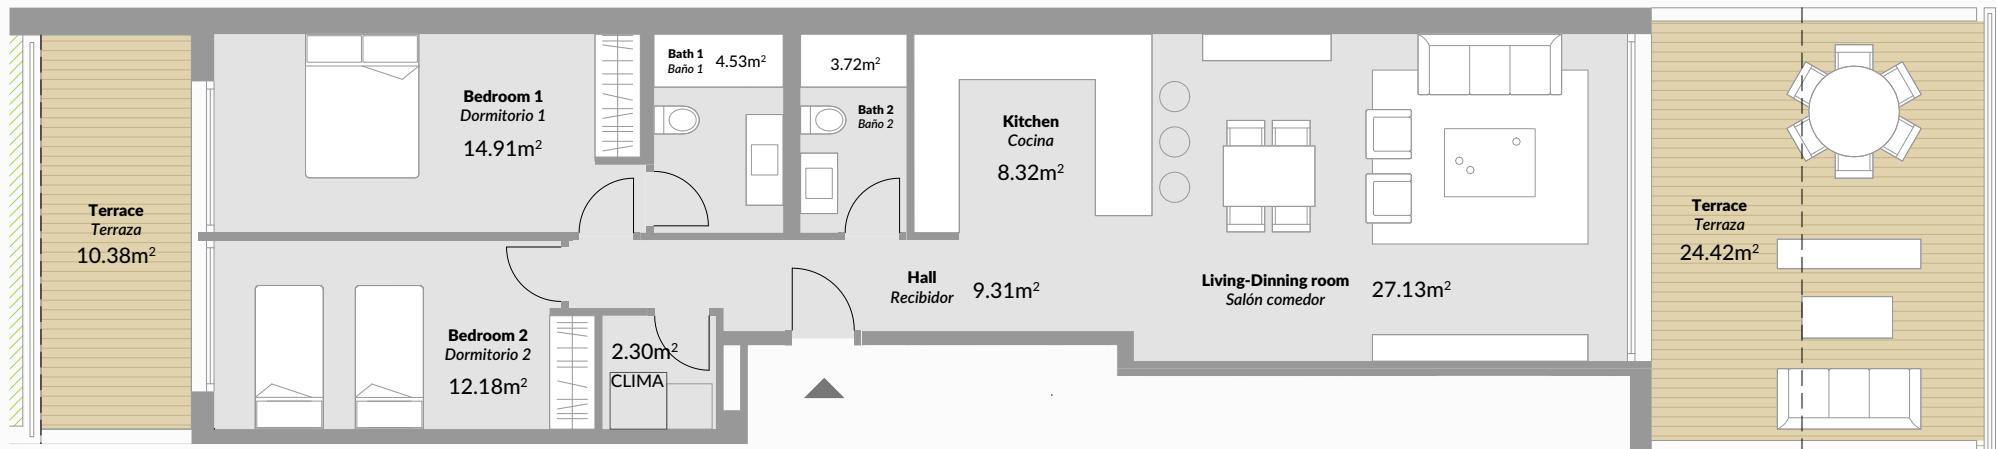 Terrace
Terraza
10.38m²
Bedroom 1
Dormitorio 1
14.91m²
Bedroom 2
Dormitorio 2
12.18m²
Bath 1
Baño 1
4.53m²
3.72m²
Bath 2
Baño 2
2.30m²
CLIMA
Kitchen
Cocina
8.32m²
Hall
Recibidor
9.31m²
Living-Dinning room
Salón comedor
27.13m²
Terrace
Terraza
24.42m²